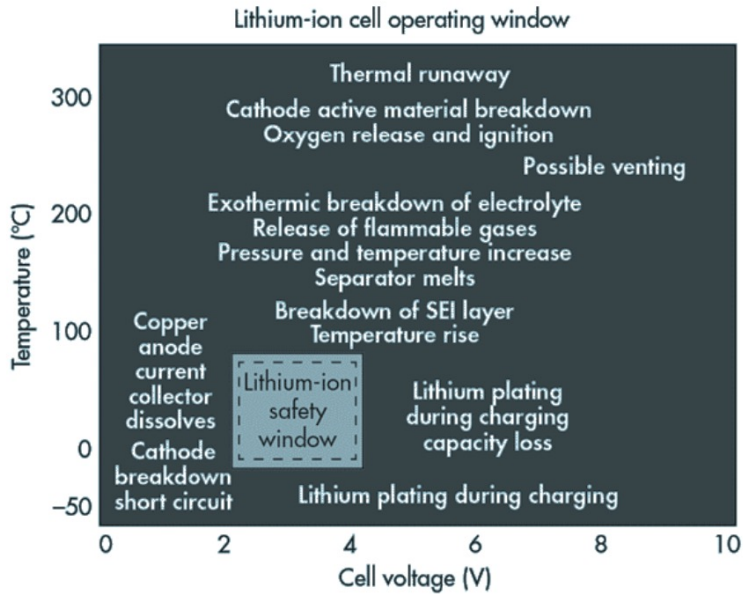 Lithium-ion cell operating window
Thermal runaway
Cathode active material breakdown
Oxygen release and ignition
Possible venting
Exothermic breakdown of electrolyte
Release of flammable gases
Pressure and temperature increase
Separator melts
Breakdown of SEI layer
Temperature rise
Copper
anode
current
collector
dissolves
Cathode
breakdown
short circuit
Lithium-ion
safety
window
Lithium plating
during charging
capacity loss
Lithium plating during charging
Temperature (°C)
300
200
100
0
–50
0
2
4
6
8
10
Cell voltage (V)